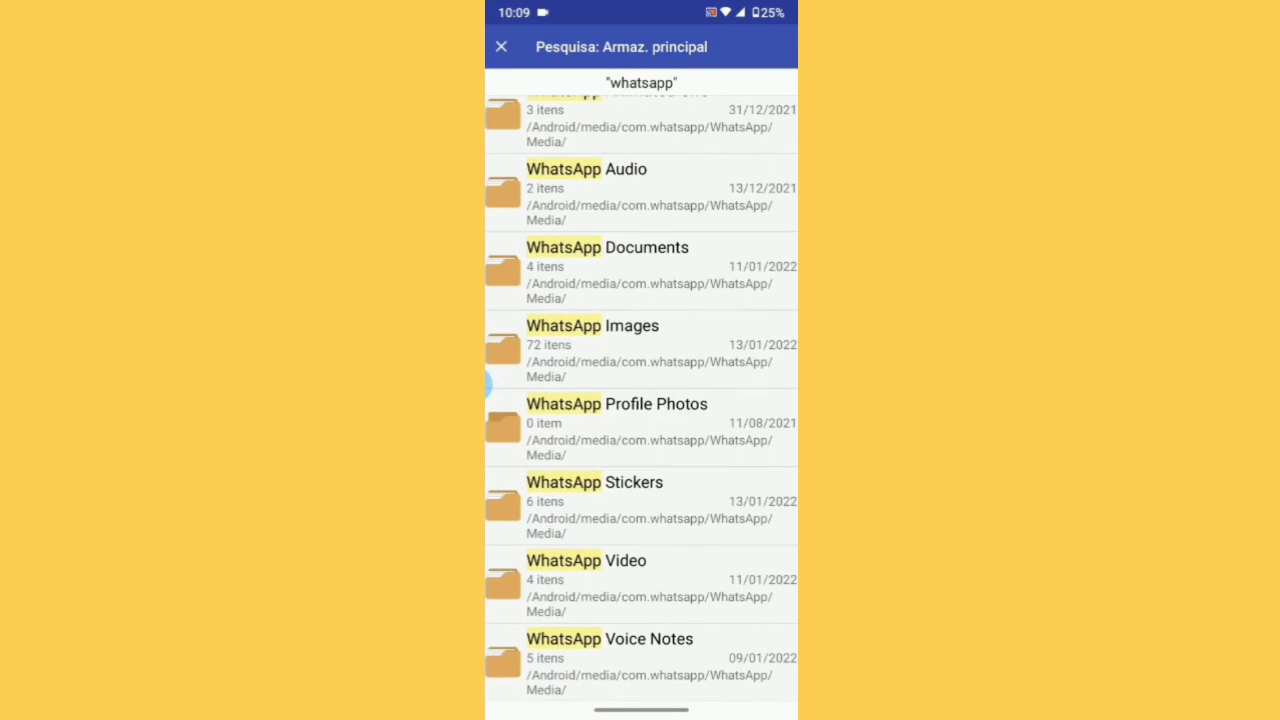 10:09
25%
Pesquisa: Armaz. principal
"whatsapp"
3 itens 31/12/2021
/Android/media/com.whatsapp/WhatsApp/
Media/
WhatsApp Audio
2 itens 13/12/2021
/Android/media/com.whatsapp/WhatsApp/
Media/
WhatsApp Documents
4 itens 11/01/2022
/Android/media/com.whatsapp/WhatsApp/
Media/
WhatsApp Images
72 itens 13/01/2022
/Android/media/com.whatsapp/WhatsApp/
Media/
WhatsApp Profile Photos
0 item 11/08/2021
/Android/media/com.whatsapp/WhatsApp/
Media/
WhatsApp Stickers
6 itens 13/01/2022
/Android/media/com.whatsapp/WhatsApp/
Media/
WhatsApp Video
4 itens 11/01/2022
/Android/media/com.whatsapp/WhatsApp/
Media/
WhatsApp Voice Notes
5 itens 09/01/2022
/Android/media/com.whatsapp/WhatsApp/
Media/